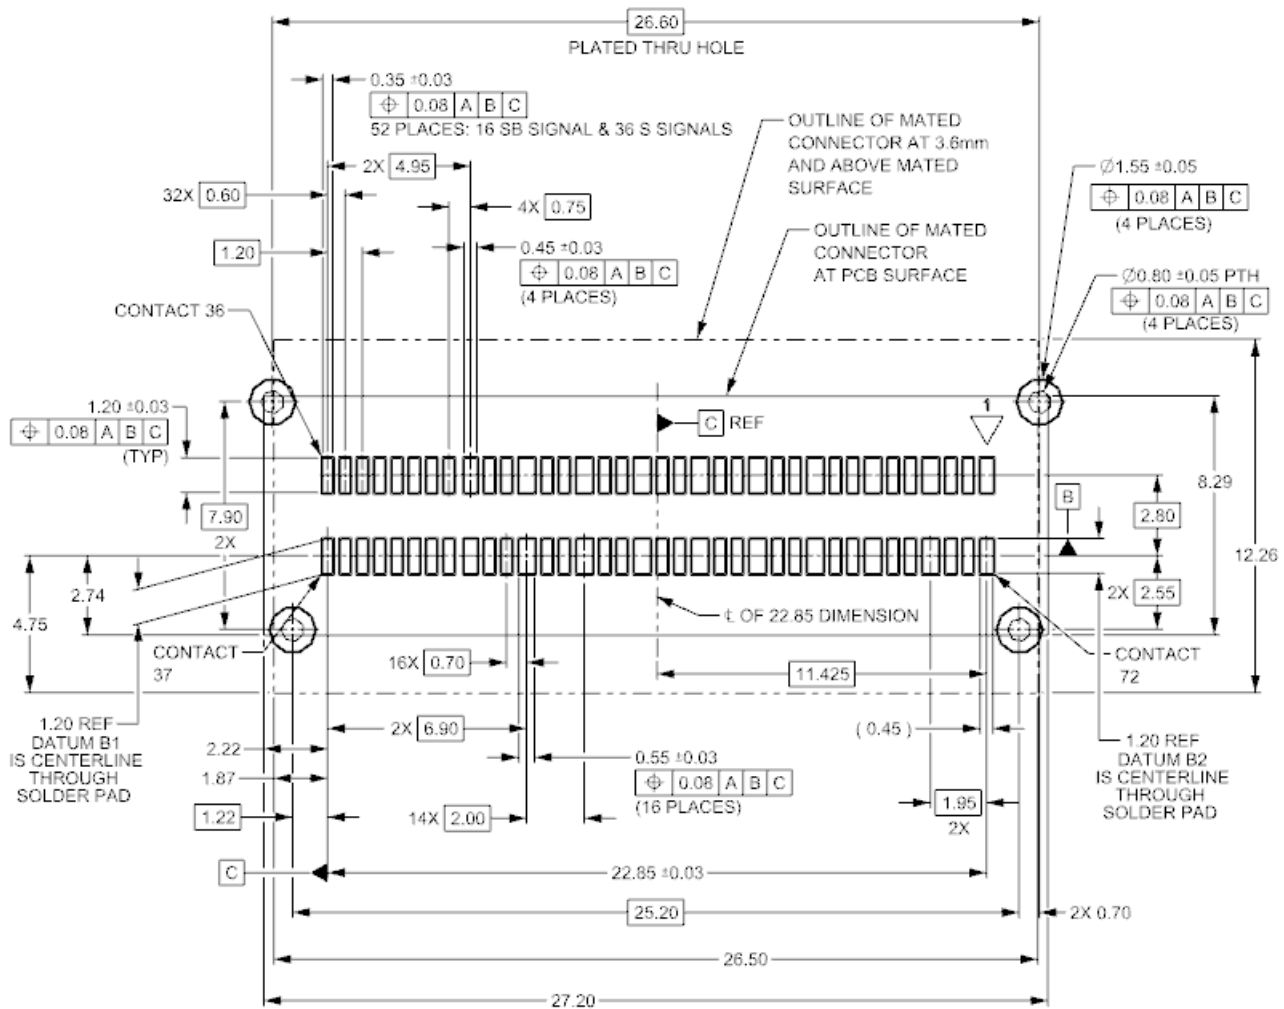 26.60
PLATED THRU HOLE
0.35 ±0.03
⌖ 0.08 A B C
52 PLACES: 16 SB SIGNAL & 36 S SIGNALS
2X 4.95
32X 0.60
4X 0.75
1.20
0.45 ±0.03
⌖ 0.08 A B C
(4 PLACES)
OUTLINE OF MATED
CONNECTOR AT 3.6mm
AND ABOVE MATED
SURFACE
OUTLINE OF MATED
CONNECTOR
AT PCB SURFACE
∅1.55 ±0.05
⌖ 0.08 A B C
(4 PLACES)
∅0.80 ±0.05 PTH
⌖ 0.08 A B C
(4 PLACES)
CONTACT 36
1.20 ±0.03
⌖ 0.08 A B C
(TYP)
C REF
1
7.90
2X
B
2.80
8.29
12.26
2X 2.55
2.74
4.75
℄ OF 22.85 DIMENSION
CONTACT
37
16X 0.70
11.425
CONTACT
72
1.20 REF
DATUM B1
IS CENTERLINE
THROUGH
SOLDER PAD
2X 6.90
( 0.45 )
2.22
1.87
0.55 ±0.03
⌖ 0.08 A B C
(16 PLACES)
1.20 REF
DATUM B2
IS CENTERLINE
THROUGH
SOLDER PAD
1.22
14X 2.00
1.95
2X
C
22.85 ±0.03
25.20
2X 0.70
26.50
27.20